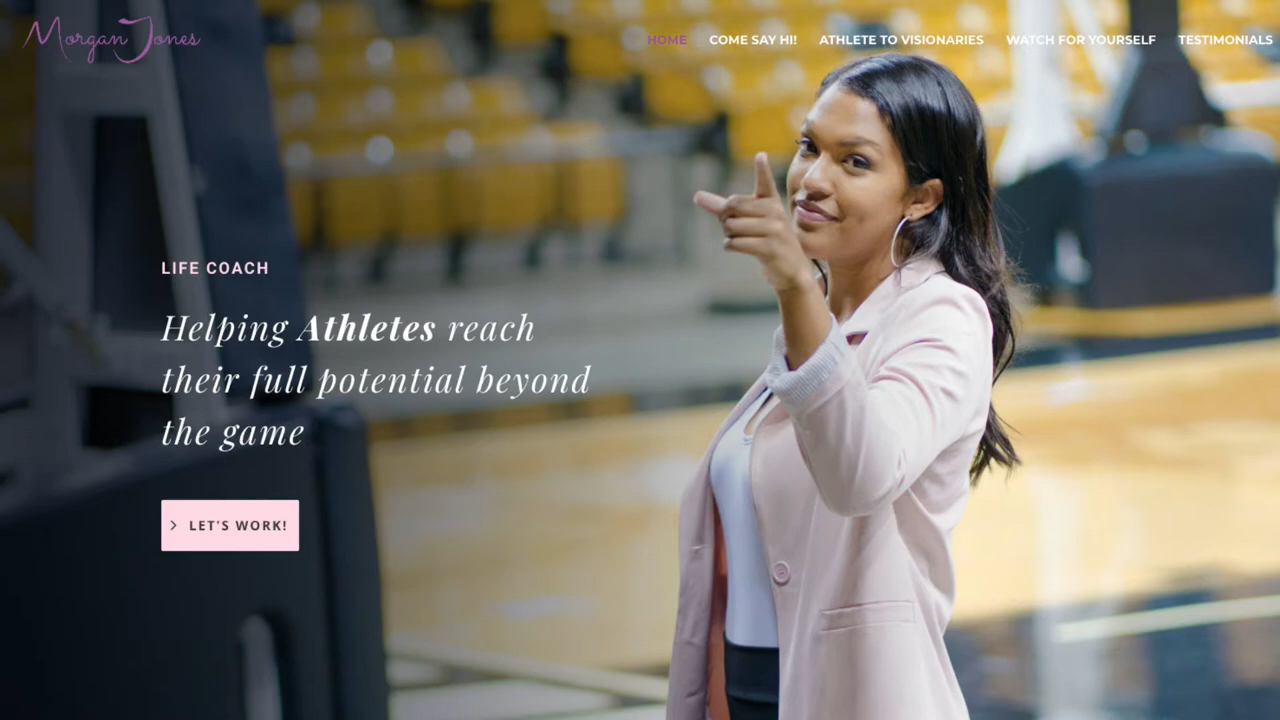 Morgan Jones
HOME COME SAY HI! ATHLETE TO VISIONARIES WATCH FOR YOURSELF TESTIMONIALS
LIFE COACH
Helping Athletes reach
their full potential beyond
the game
LET'S WORK!